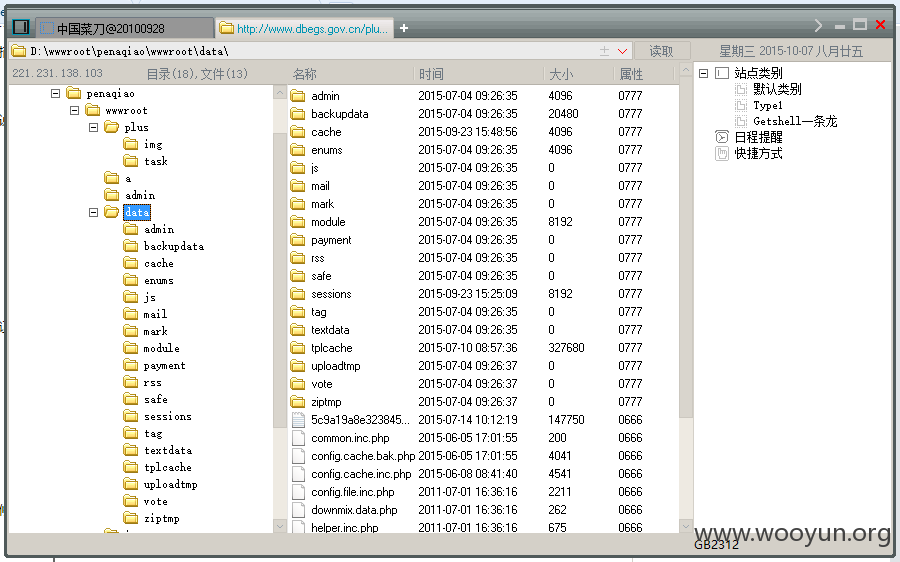 中国菜刀@20100928
http://www.dbegs.gov.cn/plu...
+
D:\wwwroot\penaqiao\wwwroot\data\
读取
星期三 2015-10-07 八月廿五
221.231.138.103 目录(18),文件(13)
penaqiao
wwwroot
plus
img
task
a
admin
data
admin
backupdata
cache
enums
js
mail
mark
module
payment
rss
safe
sessions
tag
textdata
tplcache
uploadtmp
vote
ziptmp
名称 时间 大小 属性
admin 2015-07-04 09:26:35 4096 0777
backupdata 2015-07-04 09:26:35 20480 0777
cache 2015-09-23 15:48:56 4096 0777
enums 2015-07-04 09:26:35 4096 0777
js 2015-07-04 09:26:35 0 0777
mail 2015-07-04 09:26:35 0 0777
mark 2015-07-04 09:26:35 0 0777
module 2015-07-04 09:26:35 8192 0777
payment 2015-07-04 09:26:35 0 0777
rss 2015-07-04 09:26:35 0 0777
safe 2015-07-04 09:26:35 0 0777
sessions 2015-09-23 15:25:09 8192 0777
tag 2015-07-04 09:26:35 0 0777
textdata 2015-07-04 09:26:35 0 0777
tplcache 2015-07-10 08:57:36 327680 0777
uploadtmp 2015-07-04 09:26:37 0 0777
vote 2015-07-04 09:26:37 0 0777
ziptmp 2015-07-04 09:26:37 0 0777
5c9a19a8e323845... 2015-07-14 10:12:19 147750 0666
common.inc.php 2015-06-05 17:01:55 200 0666
config.cache.bak.php 2015-06-05 17:01:55 4041 0666
config.cache.inc.php 2015-06-08 08:41:40 4541 0666
config.file.inc.php 2011-07-01 16:36:16 2211 0666
downmix.data.php 2011-07-01 16:36:16 262 0666
helper.inc.php 2011-07-01 16:36:16 675 0666
站点类别
默认类别
Type1
Getshell一条龙
日程提醒
快捷方式
www.wooyun.org
GB2312